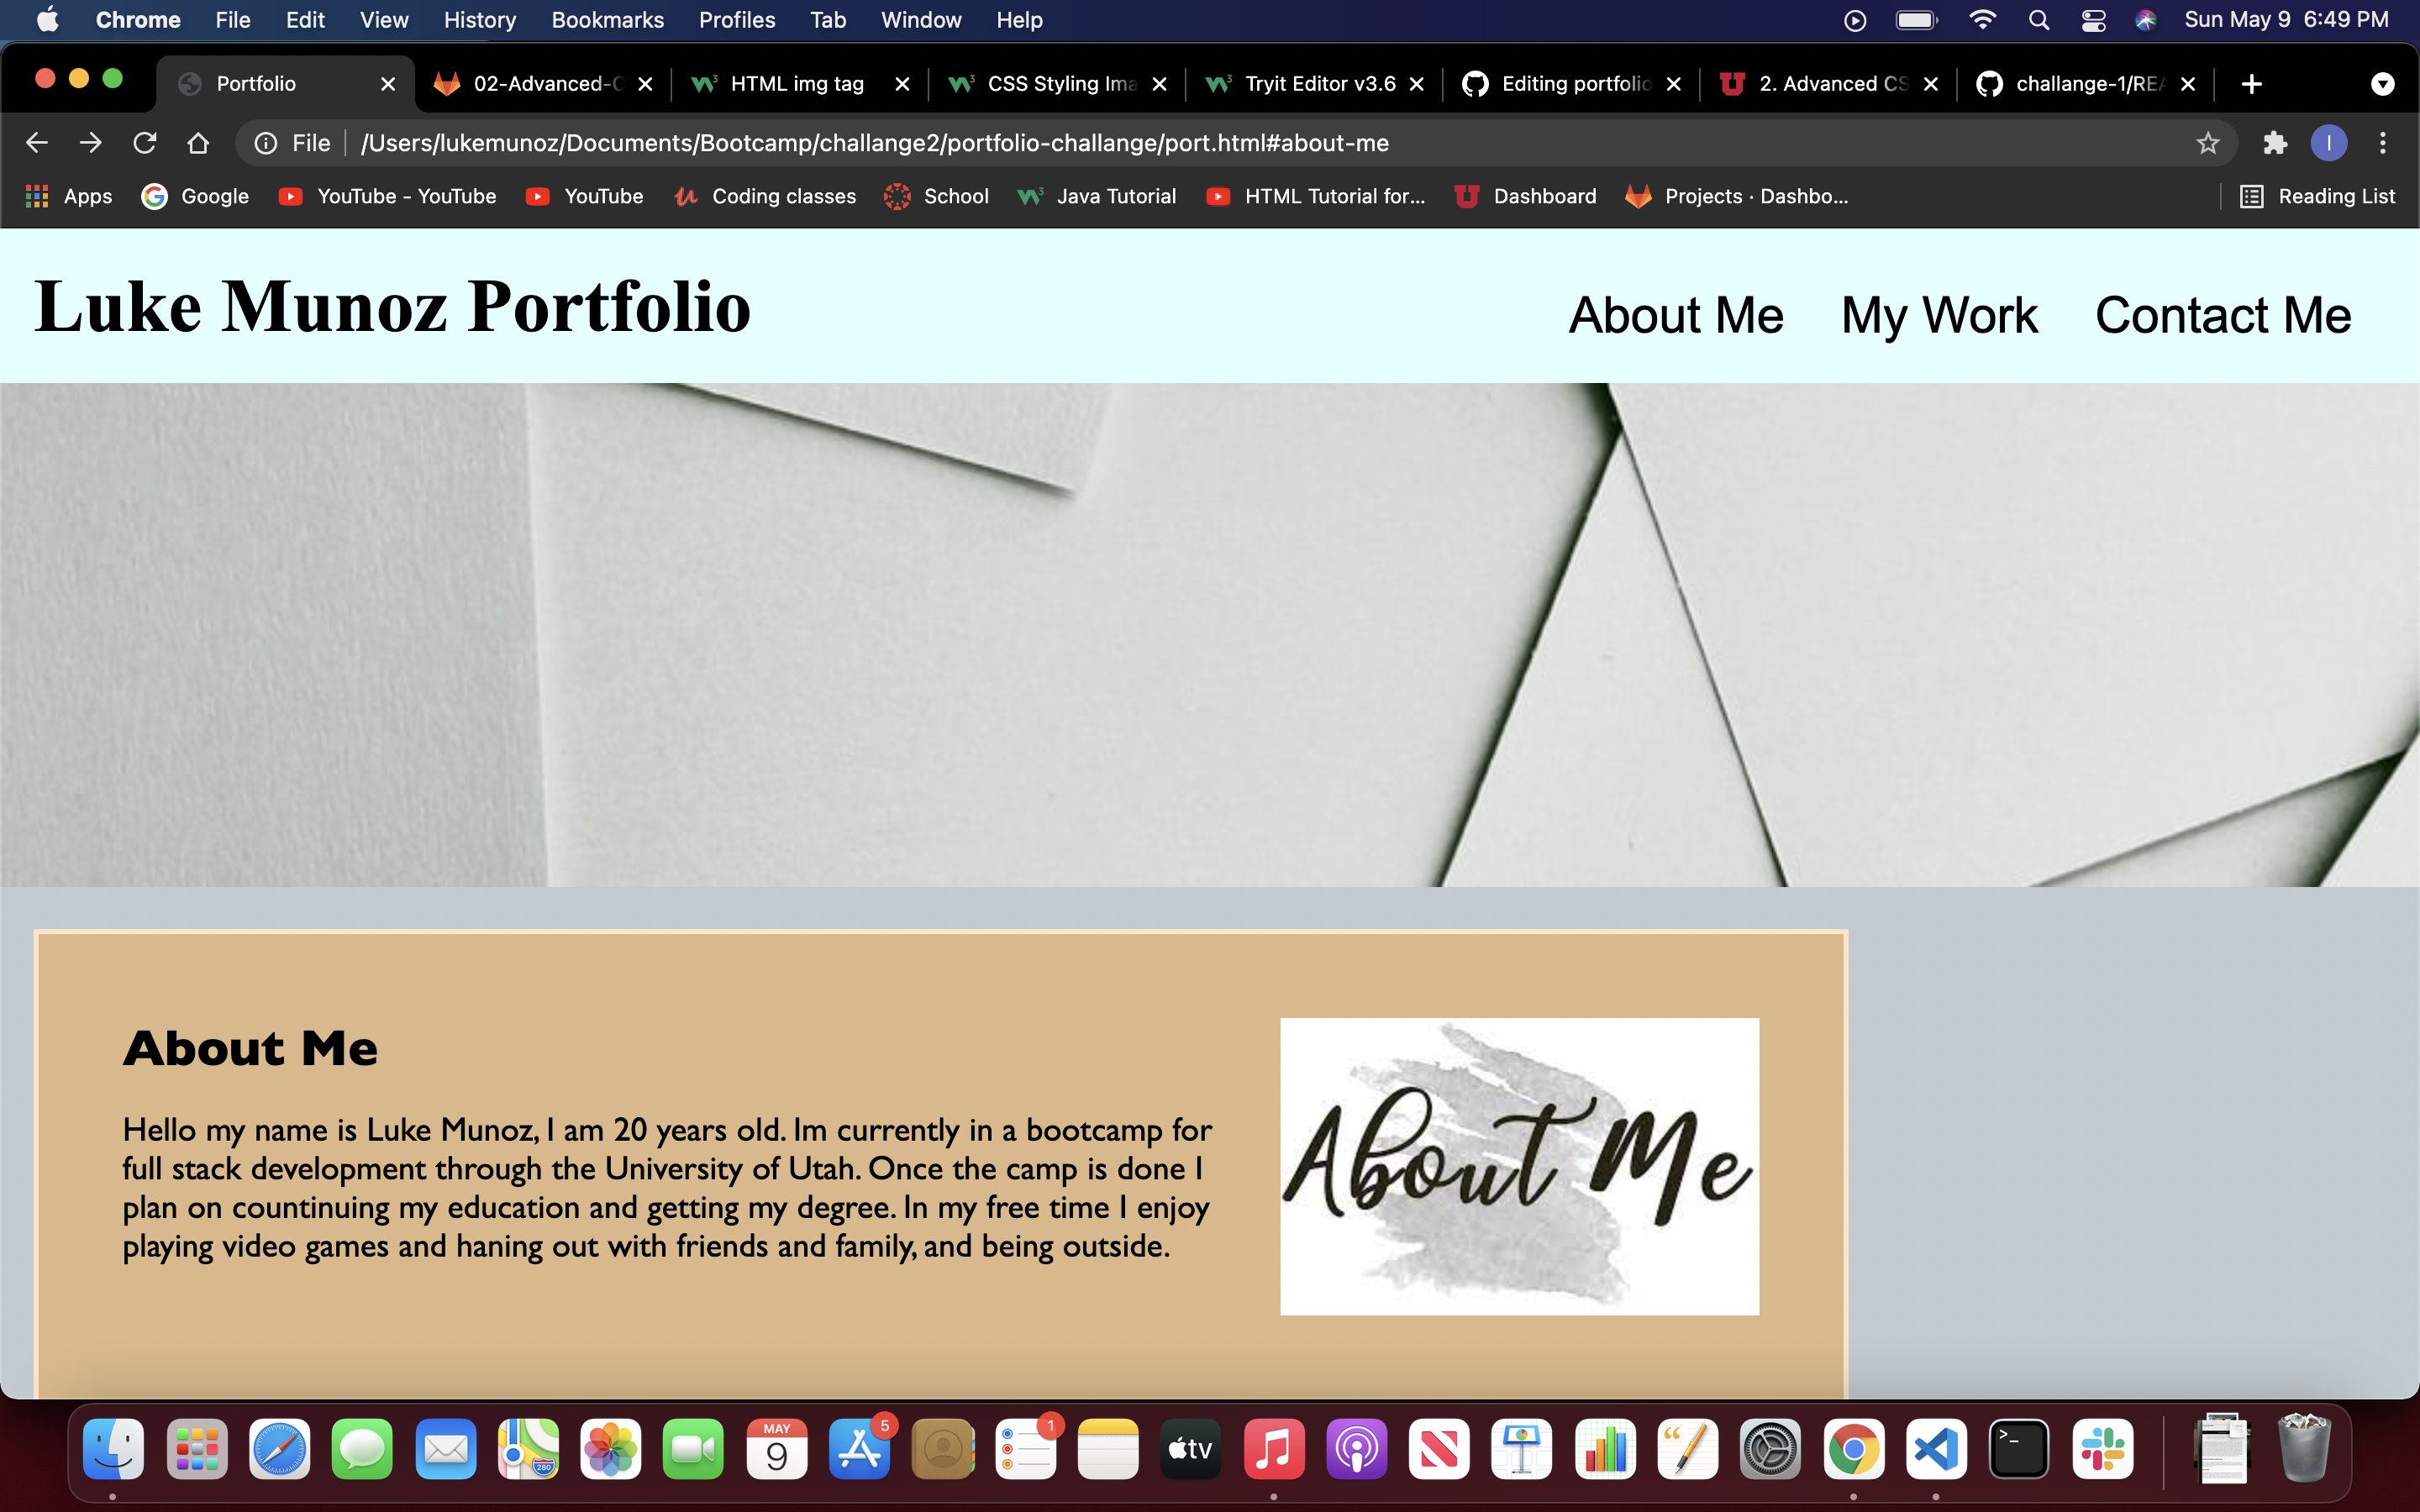 Chrome File Edit View History Bookmarks Profiles Tab Window Help Sun May 9 6:49 PM
Portfolio 02-Advanced-C HTML img tag CSS Styling Ima Tryit Editor v3.6 Editing portfolio 2. Advanced CS challange-1/REA
File /Users/lukemunoz/Documents/Bootcamp/challange2/portfolio-challange/port.html#about-me I
Apps Google YouTube - YouTube YouTube Coding classes School Java Tutorial HTML Tutorial for... Dashboard Projects · Dashbo... Reading List
Luke Munoz Portfolio About Me My Work Contact Me
About Me
Hello my name is Luke Munoz, I am 20 years old. Im currently in a bootcamp for
full stack development through the University of Utah. Once the camp is done I
plan on countinuing my education and getting my degree. In my free time I enjoy
playing video games and haning out with friends and family, and being outside.
About Me
280 MAY 9 5 1 tv >_